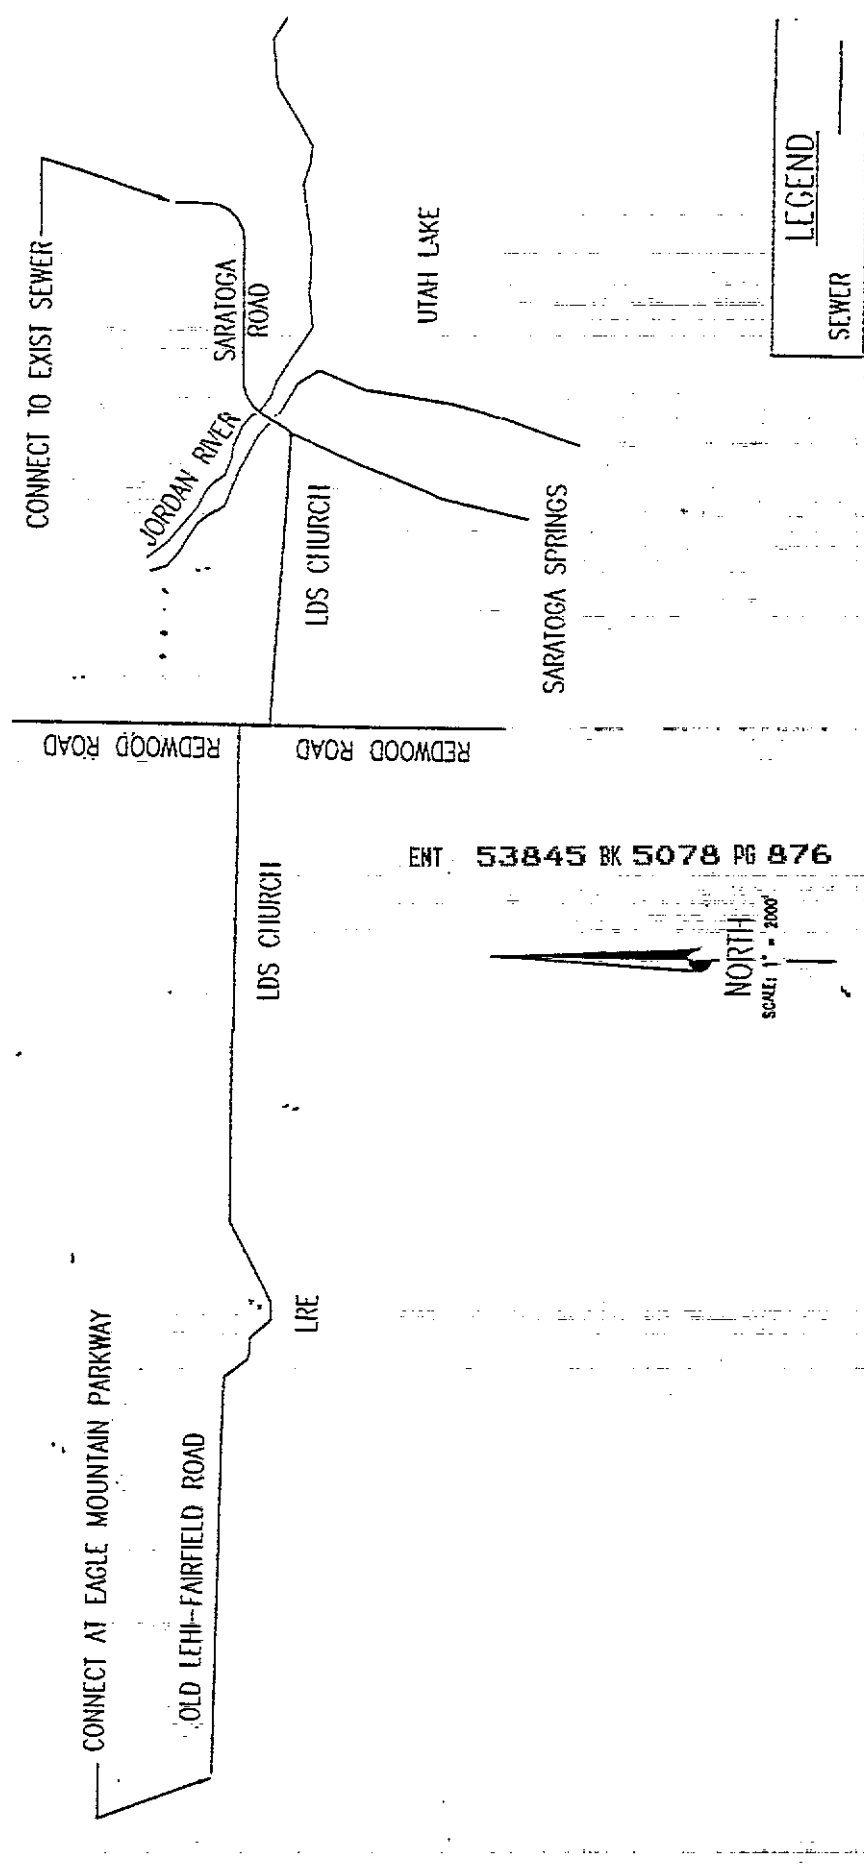 CONNECT TO EXIST SEWER
SARATOGA
ROAD
JORDAN RIVER
UTAH LAKE
LDS CHURCH
SARATOGA SPRINGS
LEGEND
SEWER
REDWOOD ROAD
REDWOOD ROAD
ENT 53845 BK 5078 PG 876
LDS CHURCH
NORTH
SCALE: 1" = 2000'
LRE
CONNECT AT EAGLE MOUNTAIN PARKWAY
OLD LEHI-FAIRFIELD ROAD